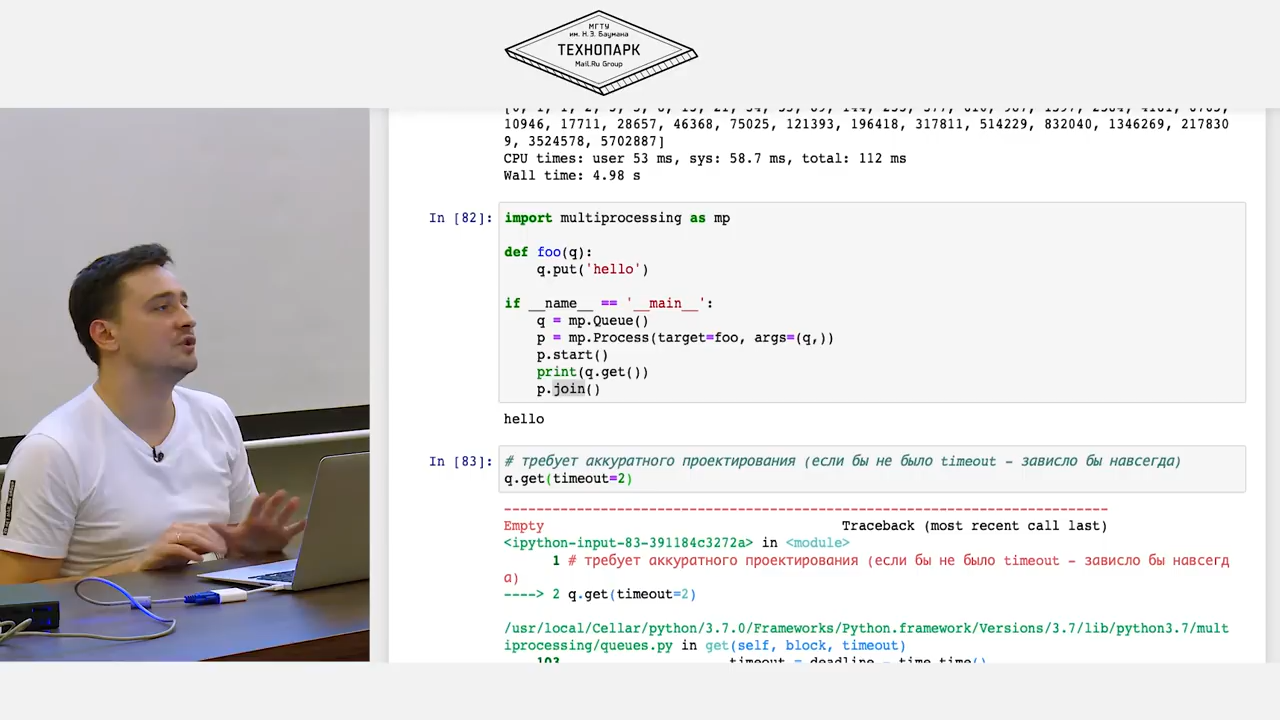 МГТУ
им. Н.Э. Баумана
ТЕХНОПАРК
Mail.Ru Group
10946, 17711, 28657, 46368, 75025, 121393, 196418, 317811, 514229, 832040, 1346269, 217830
9, 3524578, 5702887]
CPU times: user 53 ms, sys: 58.7 ms, total: 112 ms
Wall time: 4.98 s
In [82]: import multiprocessing as mp
def foo(q):
q.put('hello')
if __name__ == '__main__':
q = mp.Queue()
p = mp.Process(target=foo, args=(q,))
p.start()
print(q.get())
p.join()
hello
In [83]: # требует аккуратного проектирования (если бы не было timeout – зависло бы навсегда)
q.get(timeout=2)
---------------------------------------------------------------------------
Empty Traceback (most recent call last)
<ipython-input-83-391184c3272a> in <module>
1 # требует аккуратного проектирования (если бы не было timeout – зависло бы навсегд
а)
----> 2 q.get(timeout=2)
/usr/local/Cellar/python/3.7.0/Frameworks/Python.framework/Versions/3.7/lib/python3.7/mult
iprocessing/queues.py in get(self, block, timeout)
103 timeout = deadline - time.time()